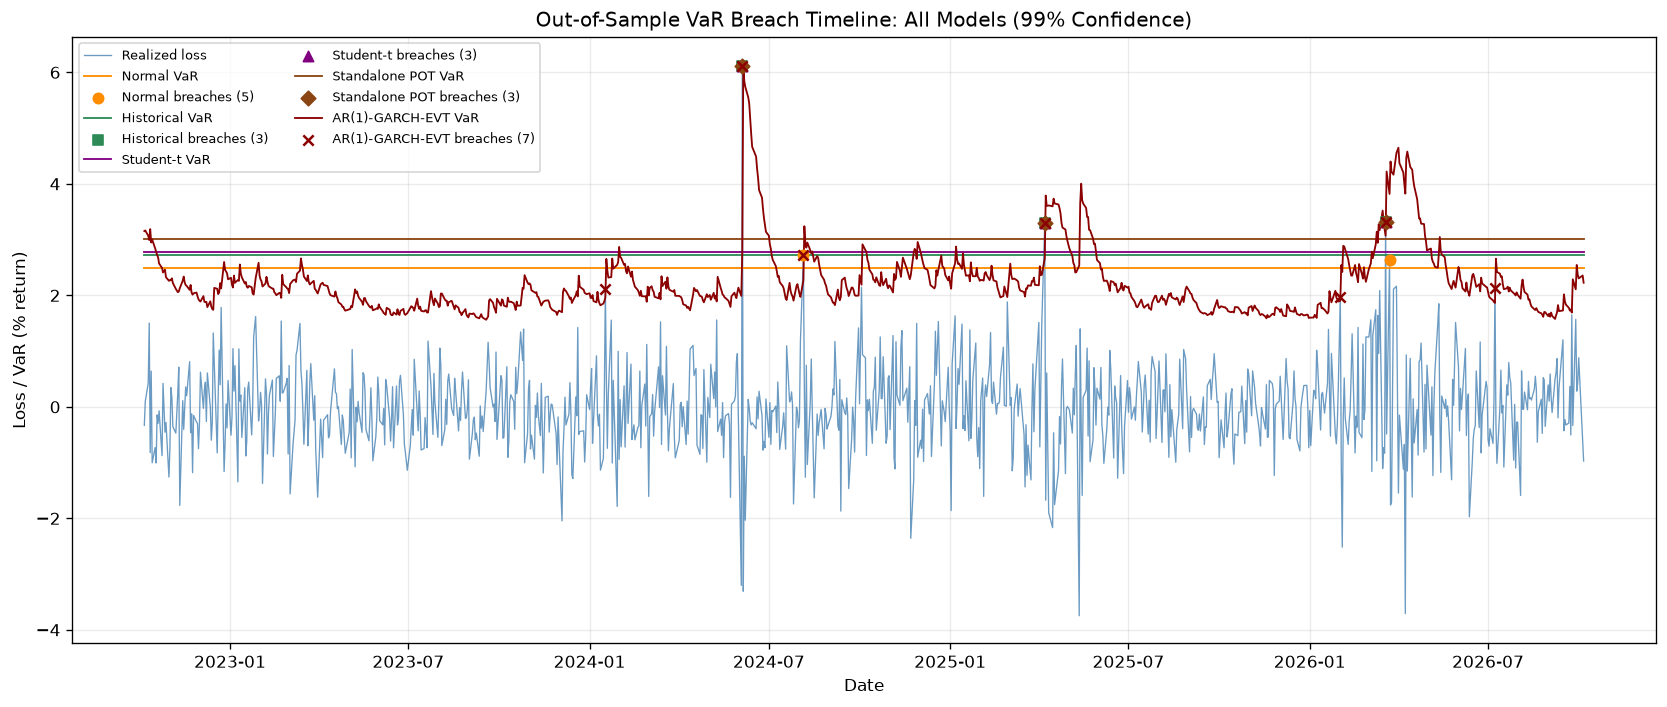 Out-of-Sample VaR Breach Timeline: All Models (99% Confidence)
Realized loss
Normal VaR
Normal breaches (5)
Historical VaR
Historical breaches (3)
Student-t VaR
Student-t breaches (3)
Standalone POT VaR
Standalone POT breaches (3)
AR(1)-GARCH-EVT VaR
AR(1)-GARCH-EVT breaches (7)
Loss / VaR (% return)
6
4
2
0
−2
−4
2023-01
2023-07
2024-01
2024-07
2025-01
2025-07
2026-01
2026-07
Date